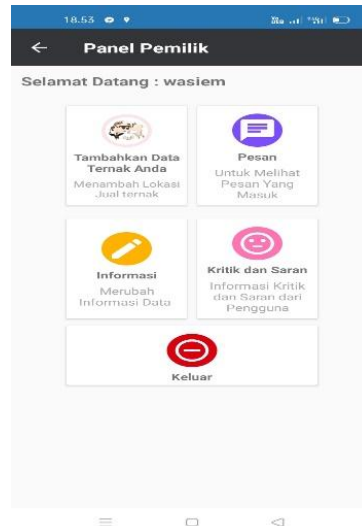 18.53
Panel Pemilik
Selamat Datang : wasiem
Tambahkan Data
Ternak Anda
Menambah Lokasi
Jual ternak
Pesan
Untuk Melihat
Pesan Yang
Masuk
Informasi
Merubah
Informasi Data
Kritik dan Saran
Informasi Kritik
dan Saran dari
Pengguna
Keluar